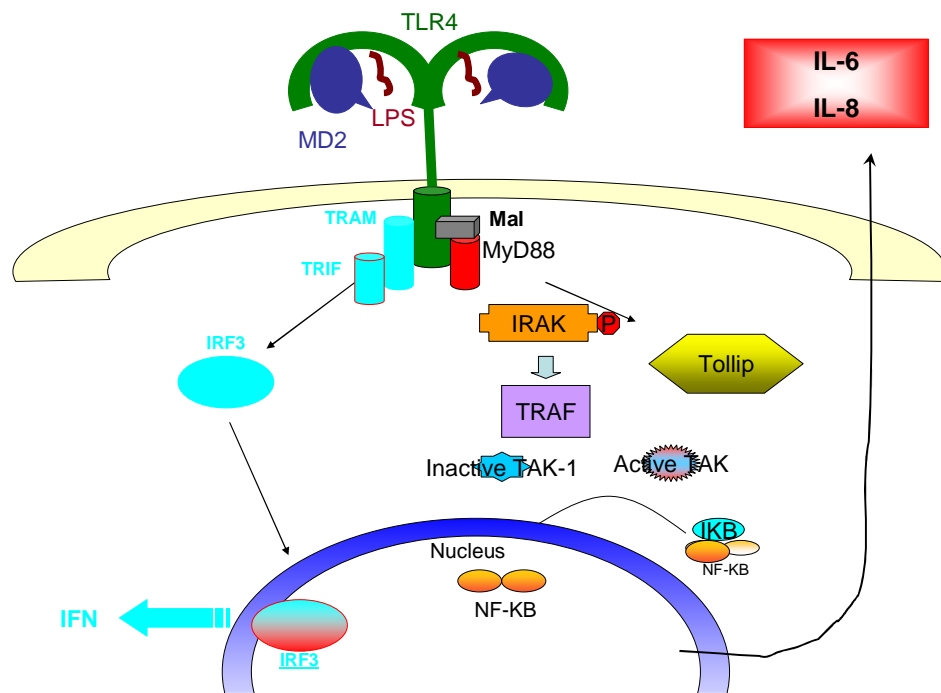 TLR4
IL-6
IL-8
LPS
MD2
TRAM
Mal
MyD88
TRIF
IRAK
P
IRF3
Tollip
TRAF
Inactive TAK-1
Active TAK
IKB
Nucleus
NF-KB
NF-KB
IFN
IRF3